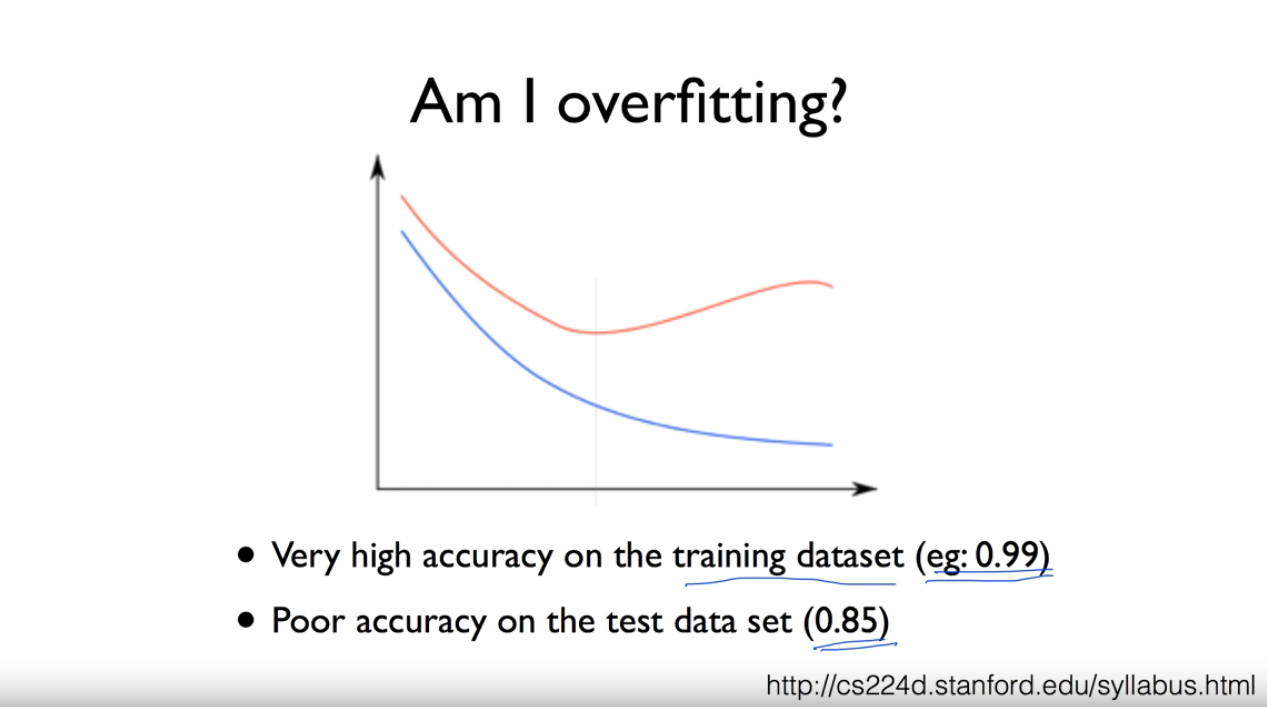 Am I overfitting?
• Very high accuracy on the training dataset (eg: 0.99)
• Poor accuracy on the test data set (0.85)
http://cs224d.stanford.edu/syllabus.html